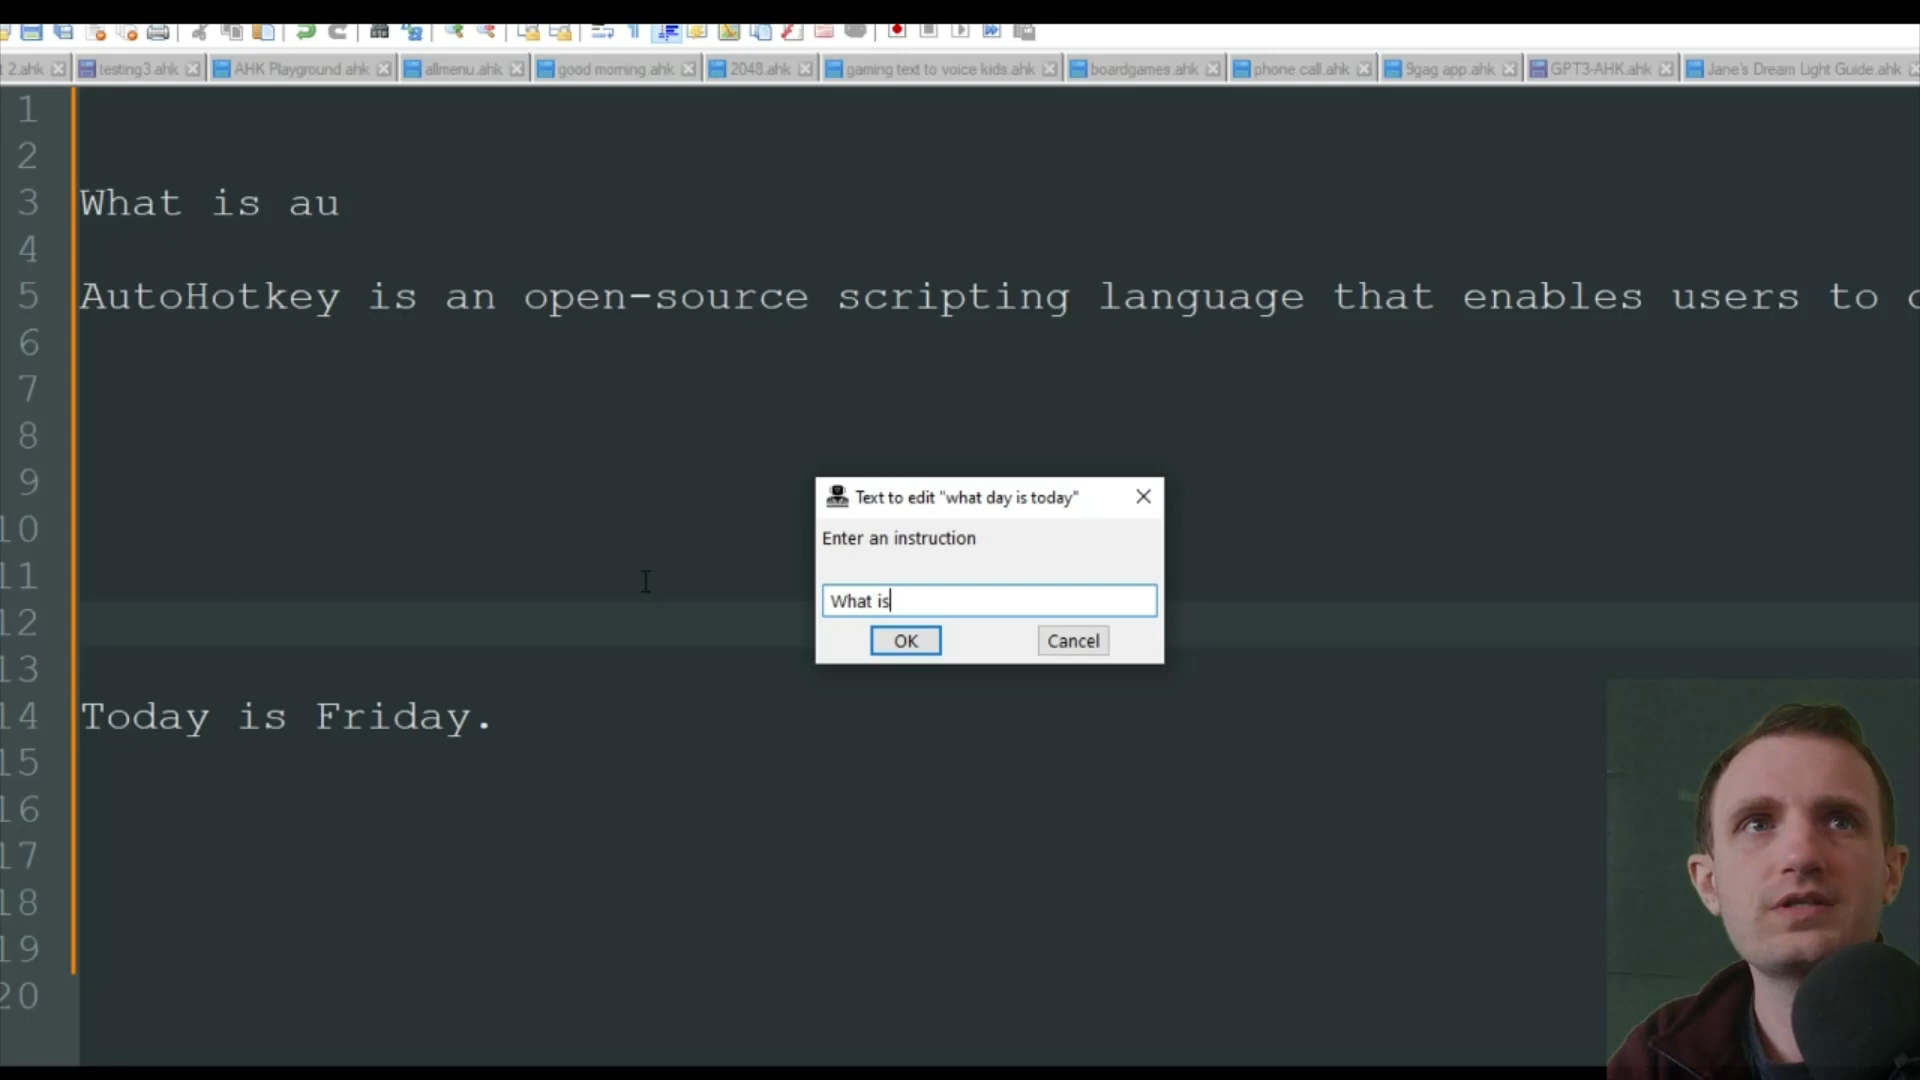 2.ahk testing3.ahk AHK Playground.ahk allmenu.ahk good morning.ahk 2048.ahk gaming text to voice kids.ahk boardgames.ahk phone call.ahk 9gag app.ahk GPT3-AHK.ahk Jane's Dream Light Guide.ahk
1
2
3 What is au
4
5 AutoHotkey is an open-source scripting language that enables users to
6
7
8
9
Text to edit "what day is today"
10
Enter an instruction
11
What is
12
OK Cancel
13
14 Today is Friday.
15
16
17
18
19
20